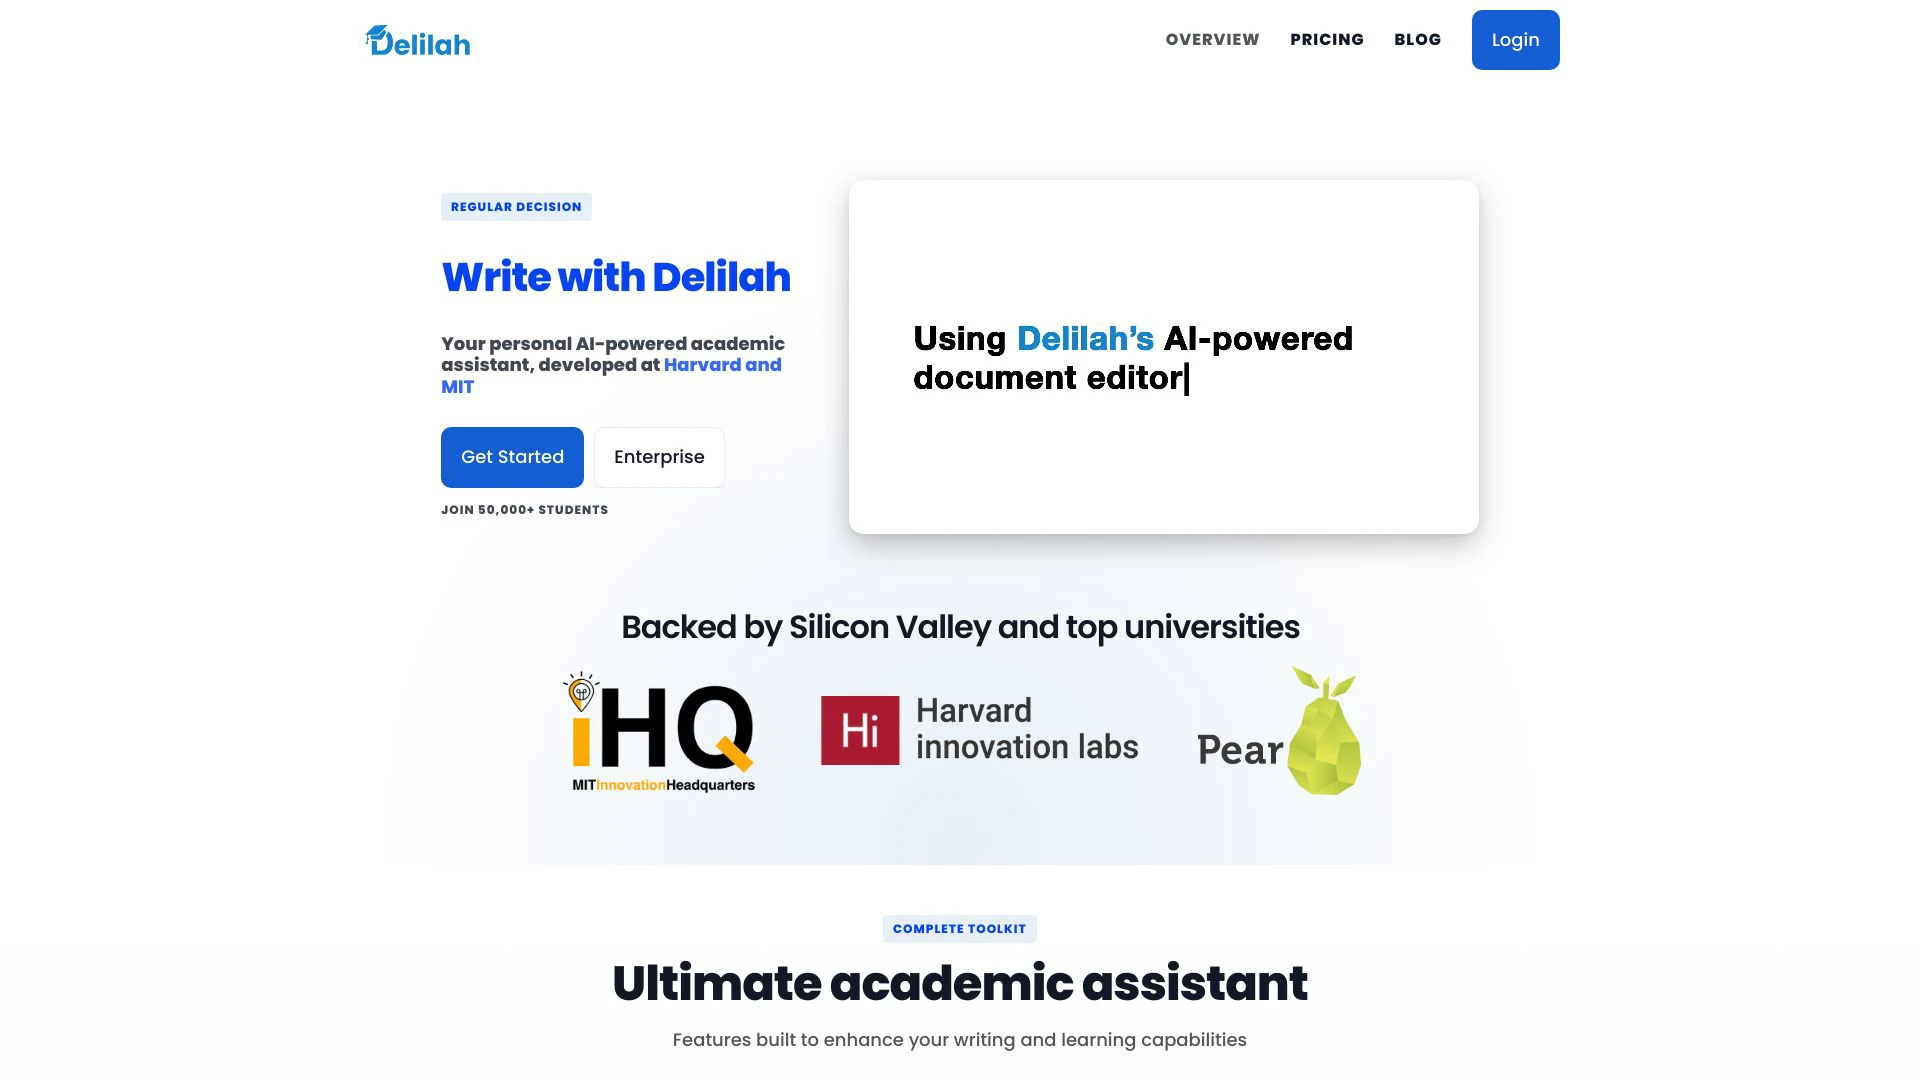 Delilah
OVERVIEW
PRICING
BLOG
Login
REGULAR DECISION
Write with Delilah
Your personal AI-powered academic
assistant, developed at Harvard and
MIT
Get Started
Enterprise
JOIN 50,000+ STUDENTS
Using Delilah’s AI-powered
document editor
Backed by Silicon Valley and top universities
iHQ
MITInnovationHeadquarters
Hi
Harvard
innovation labs
Pear
COMPLETE TOOLKIT
Ultimate academic assistant
Features built to enhance your writing and learning capabilities